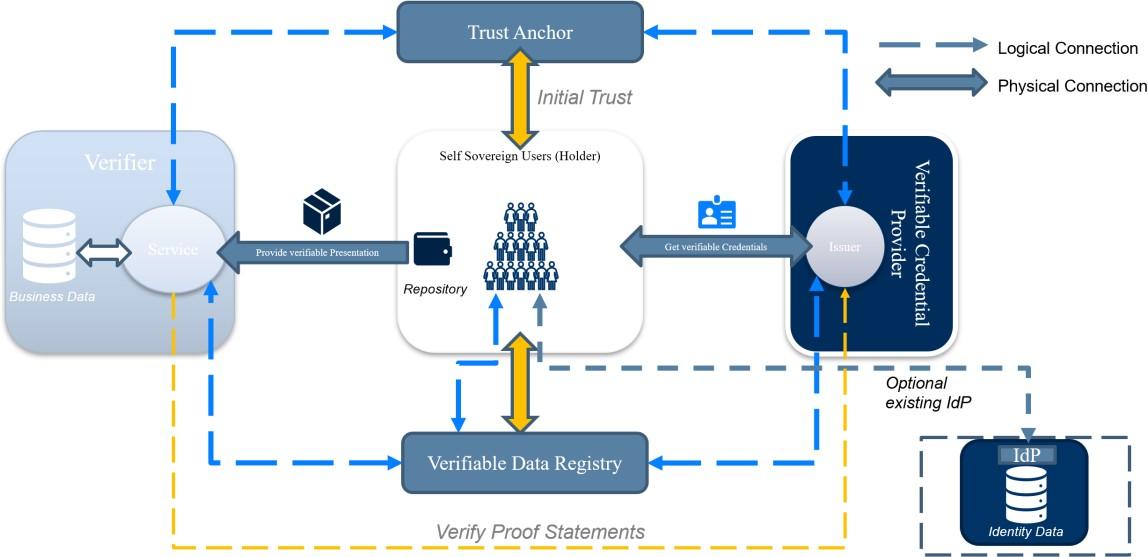 Trust Anchor
Logical Connection
Physical Connection
Initial Trust
Self Sovereign Users (Holder)
Verifier
Verifiable Credential
Provider
Service
Provide verifiable Presentation
Get verifiable Credentials
Issuer
Repository
Business Data
Optional
existing IdP
Verifiable Data Registry
IdP
Identity Data
Verify Proof Statements